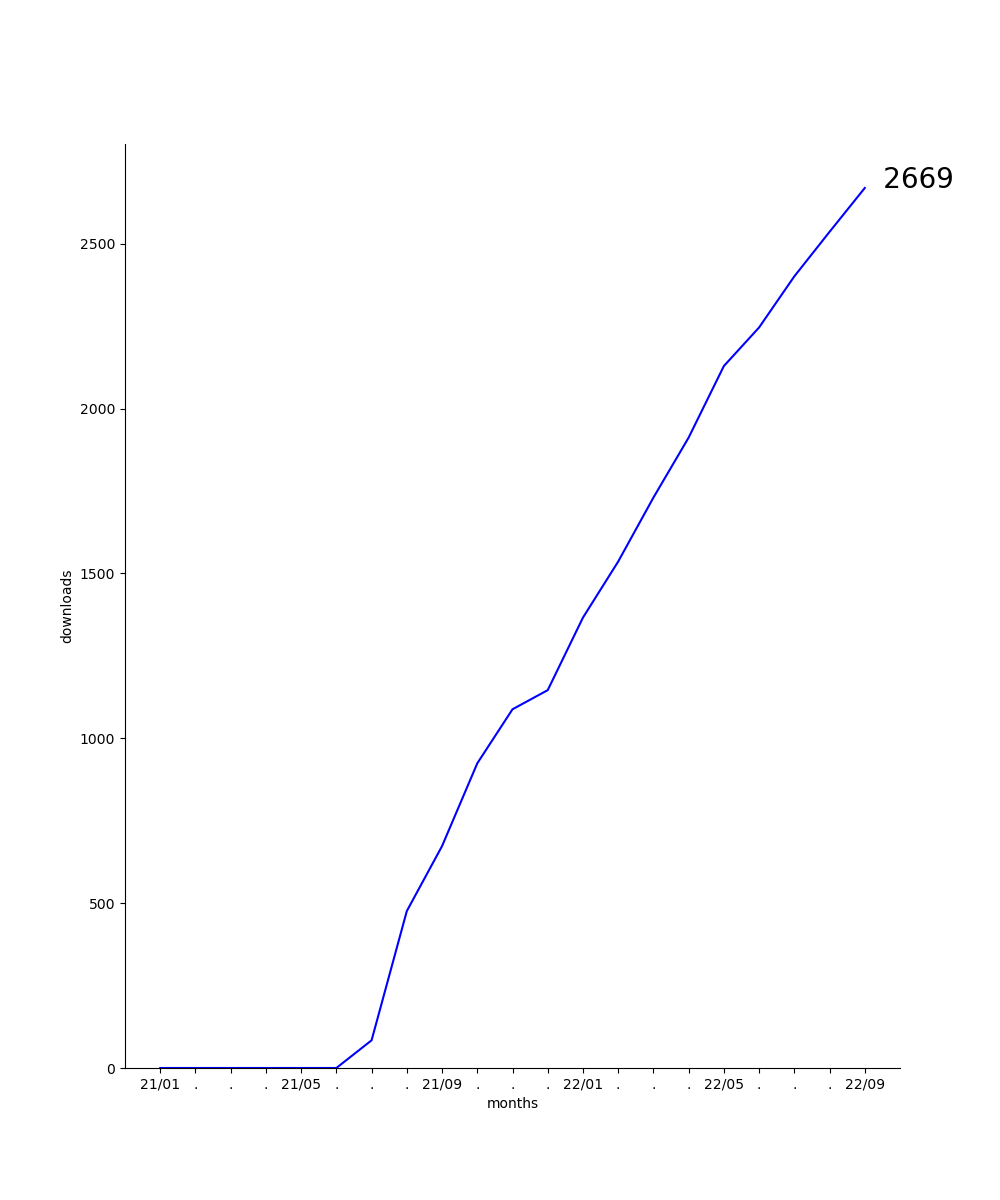 2669
2500
2000
1500
1000
500
0
downloads
21/01 . . . 21/05 . . . 21/09 . . . 22/01 . . . 22/05 . . . 22/09
months